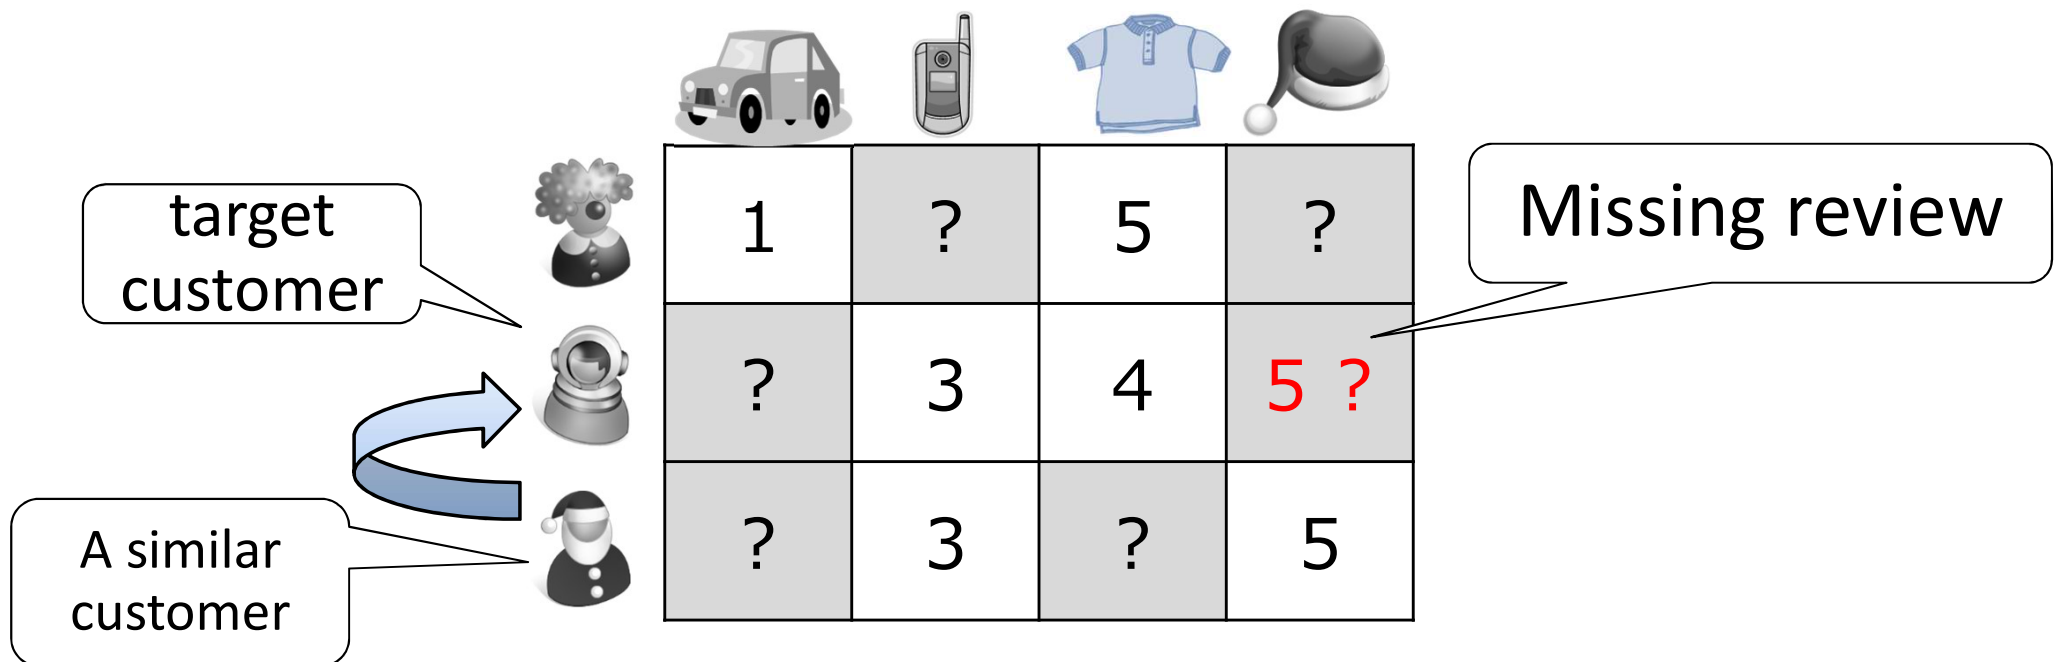 target
customer
Missing review
1 ? 5 ?
? 3 4 5 ?
? 3 ? 5
A similar
customer